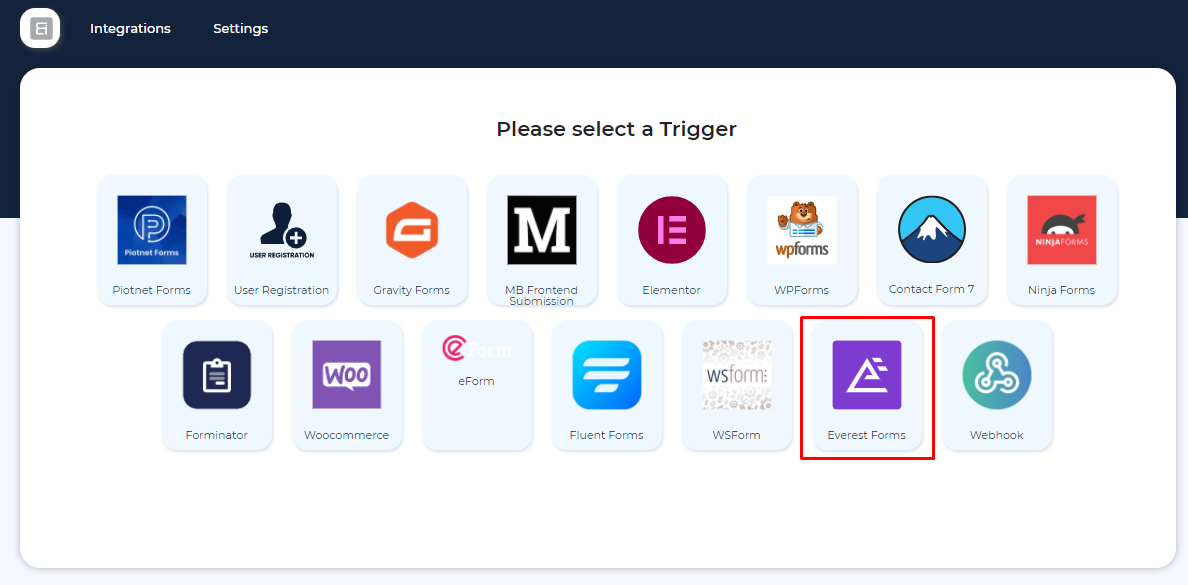 Integrations Settings
Please select a Trigger
Piotnet Forms
USER REGISTRATION
M
wpforms
NINJAFORMS
Piotnet Forms
User Registration
Gravity Forms
MB Frontend
Submission
Elementor
WPForms
Contact Form 7
Ninja Forms
WOO
eForm
wsform
Forminator
Woocommerce
eForm
Fluent Forms
WSForm
Everest Forms
Webhook